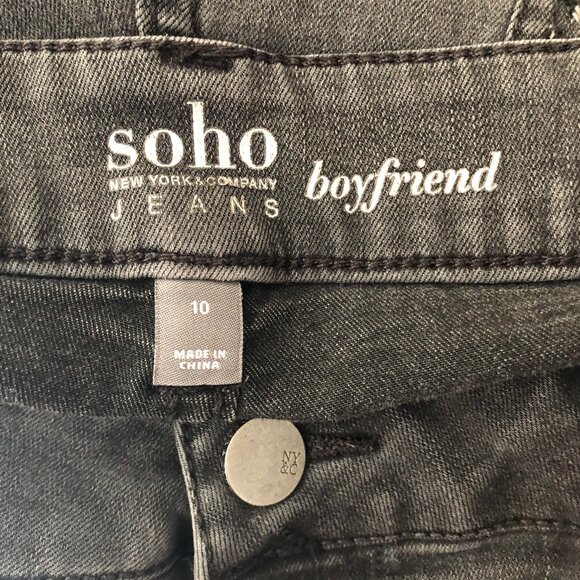 soho
NEW YORK & COMPANY
JEANS
boyfriend
10
MADE IN
CHINA
NY
&C